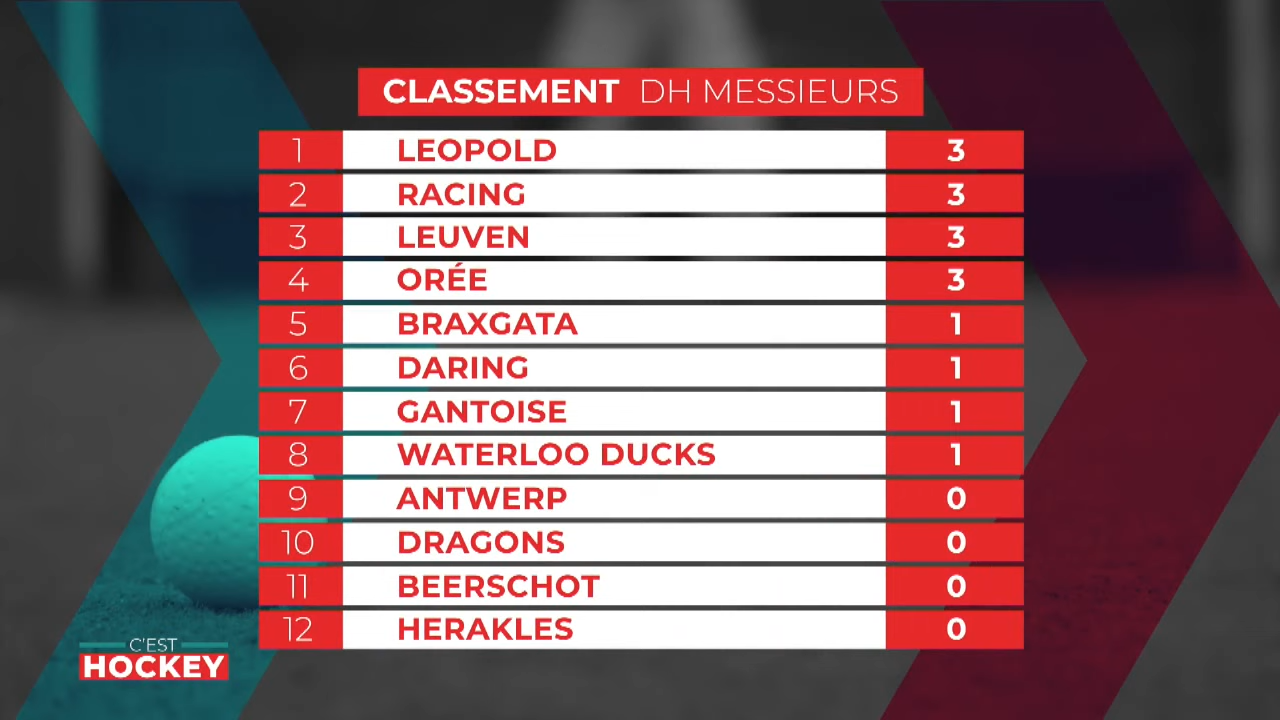 CLASSEMENT DH MESSIEURS
1 LEOPOLD 3
2 RACING 3
3 LEUVEN 3
4 ORÉE 3
5 BRAXGATA 1
6 DARING 1
7 GANTOISE 1
8 WATERLOO DUCKS 1
9 ANTWERP 0
10 DRAGONS 0
11 BEERSCHOT 0
12 HERAKLES 0
C'EST
HOCKEY